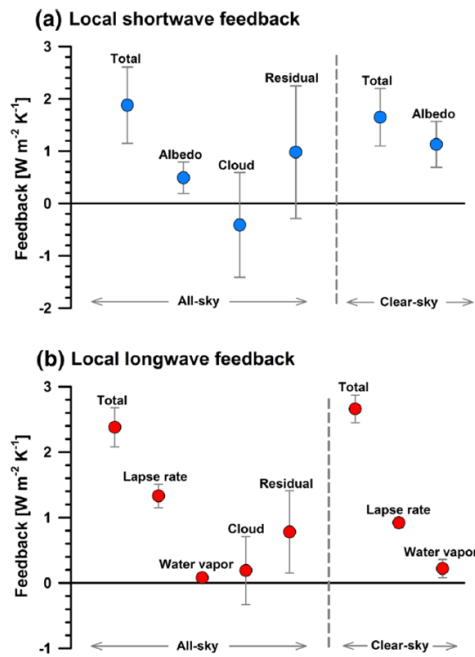 (a) Local shortwave feedback
3
Total
Residual
Total
2
Albedo
Albedo
Cloud
1
0
-1
-2
Feedback [W m⁻² K⁻¹]
All-sky
Clear-sky
(b) Local longwave feedback
3
Total
Total
2
Lapse rate
Residual
Lapse rate
Cloud
1
Water vapor
Water vapor
0
-1
Feedback [W m⁻² K⁻¹]
All-sky
Clear-sky